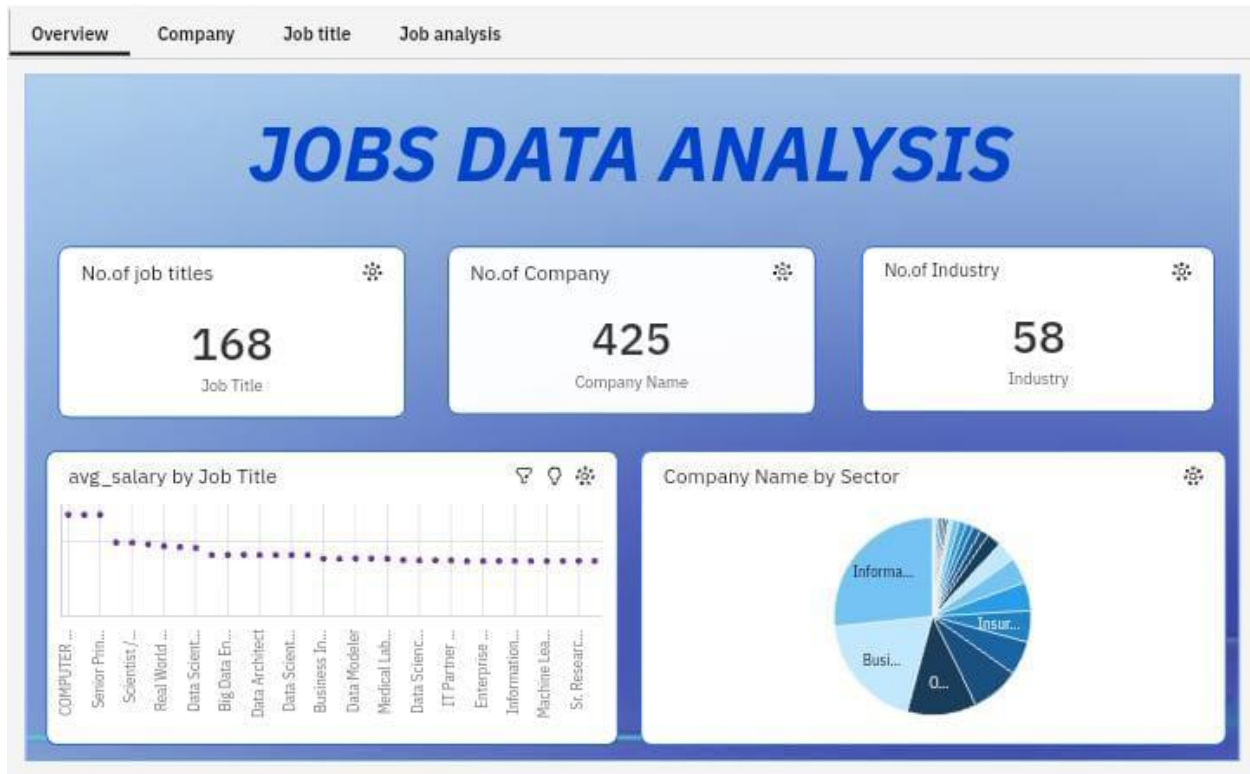 Overview Company Job title Job analysis
JOBS DATA ANALYSIS
No.of job titles
168
Job Title
No.of Company
425
Company Name
No.of Industry
58
Industry
avg_salary by Job Title
COMPUTER ...
Senior Prin...
Scientist /...
Real World ...
Data Scient...
Big Data En...
Data Architect
Data Scient...
Business In...
Data Modeler
Medical Lab...
Data Scienc...
IT Partner ...
Enterprise ...
Information...
Machine Lea...
Sr. Researc...
Company Name by Sector
Informa...
Busi...
O...
Insur...